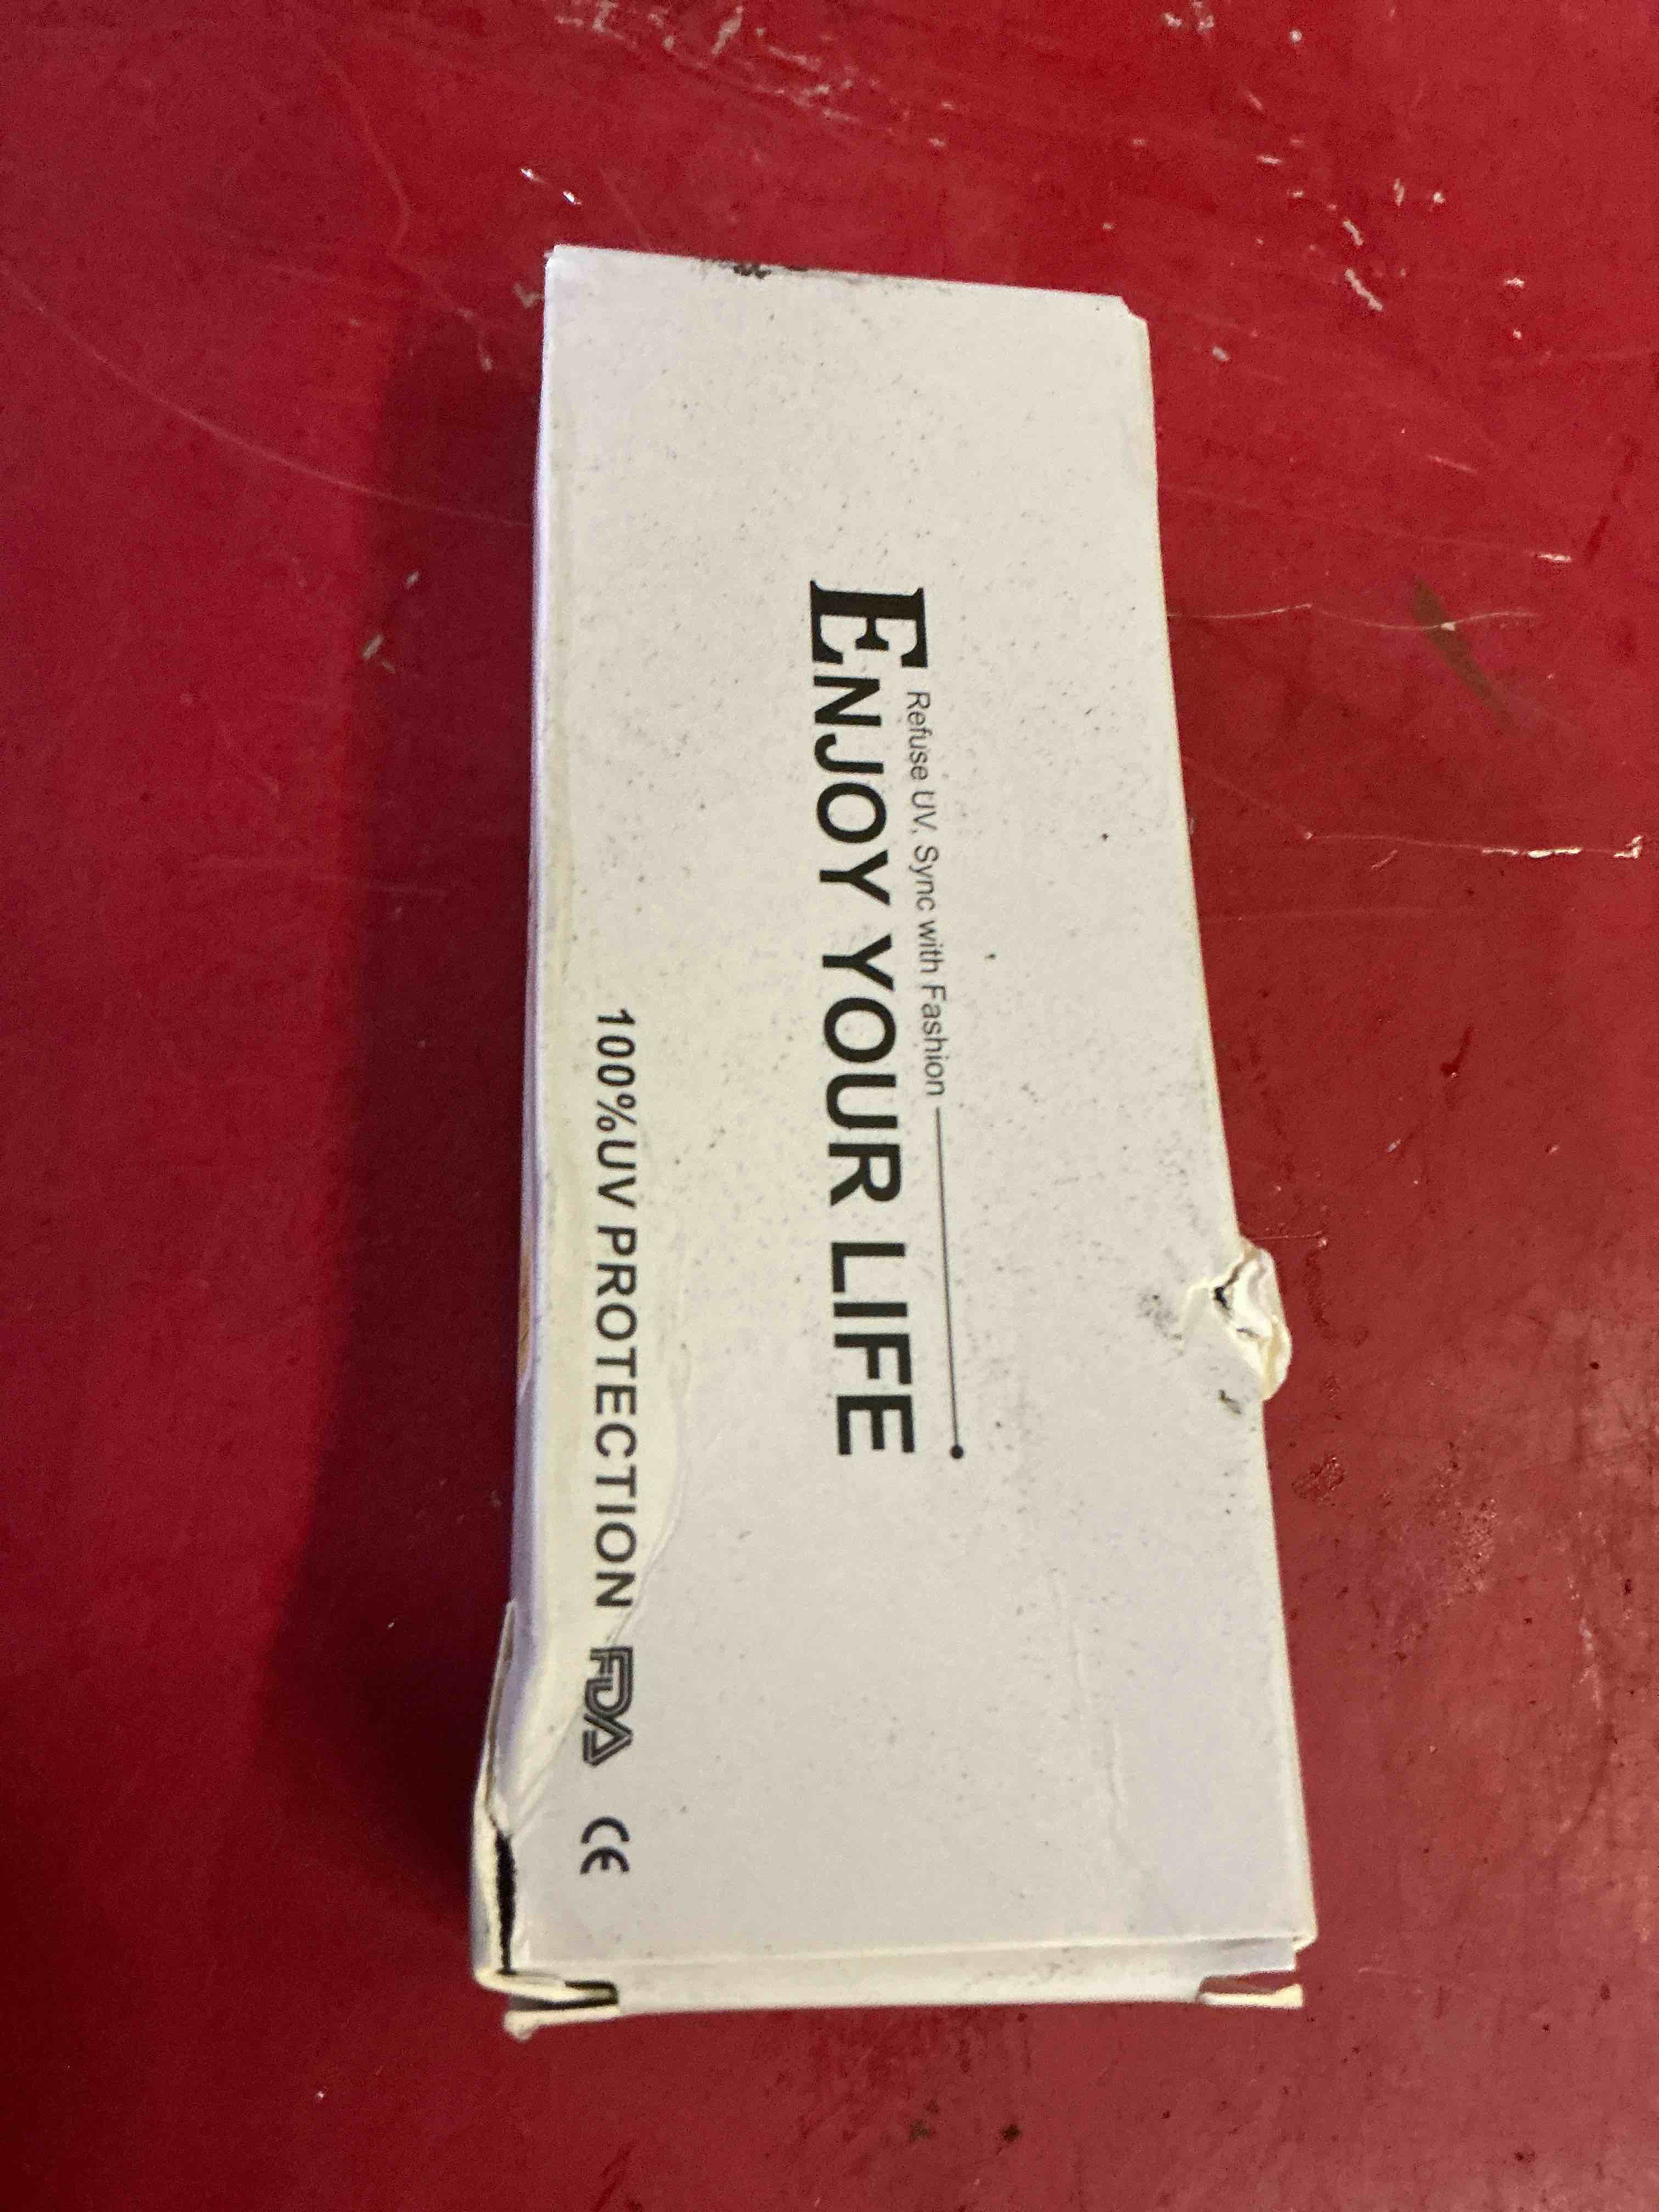 Refuse UV. Sync with Fashion
ENJOY YOUR LIFE
100%UV PROTECTION FDA CE